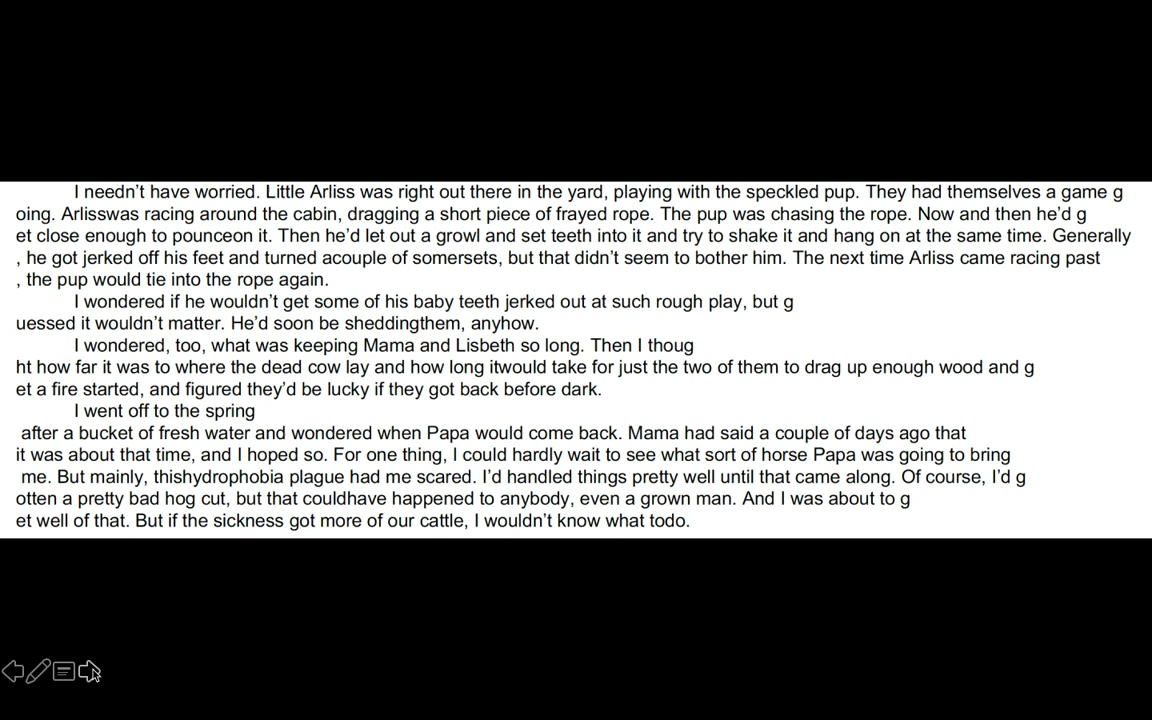 I needn’t have worried. Little Arliss was right out there in the yard, playing with the speckled pup. They had themselves a game g
oing. Arlisswas racing around the cabin, dragging a short piece of frayed rope. The pup was chasing the rope. Now and then he’d g
et close enough to pounceon it. Then he’d let out a growl and set teeth into it and try to shake it and hang on at the same time. Generally
, he got jerked off his feet and turned acouple of somersets, but that didn’t seem to bother him. The next time Arliss came racing past
, the pup would tie into the rope again.
I wondered if he wouldn’t get some of his baby teeth jerked out at such rough play, but g
uessed it wouldn’t matter. He’d soon be sheddingthem, anyhow.
I wondered, too, what was keeping Mama and Lisbeth so long. Then I thoug
ht how far it was to where the dead cow lay and how long itwould take for just the two of them to drag up enough wood and g
et a fire started, and figured they’d be lucky if they got back before dark.
I went off to the spring
after a bucket of fresh water and wondered when Papa would come back. Mama had said a couple of days ago that
it was about that time, and I hoped so. For one thing, I could hardly wait to see what sort of horse Papa was going to bring
me. But mainly, thishydrophobia plague had me scared. I’d handled things pretty well until that came along. Of course, I’d g
otten a pretty bad hog cut, but that couldhave happened to anybody, even a grown man. And I was about to g
et well of that. But if the sickness got more of our cattle, I wouldn’t know what todo.